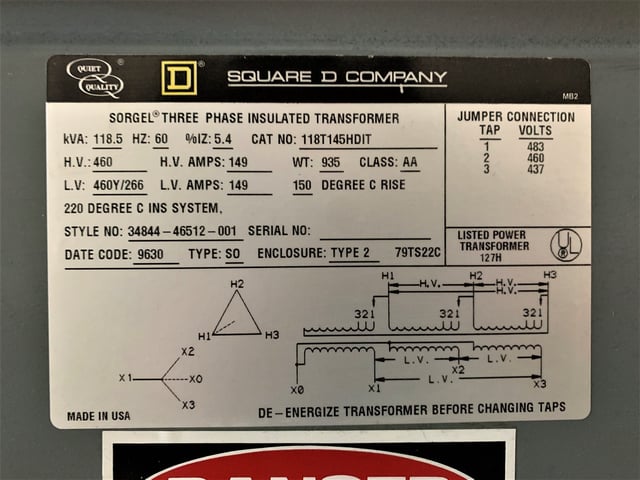 QUIET
QUALITY
D® SQUARE D COMPANY
MB2
SORGEL® THREE PHASE INSULATED TRANSFORMER
kVA: 118.5 HZ: 60 %IZ: 5.4 CAT NO: 118T145HDIT
H.V.: 460 H.V. AMPS: 149 WT: 935 CLASS: AA
L.V: 460Y/266 L.V. AMPS: 149 150 DEGREE C RISE
220 DEGREE C INS SYSTEM,
STYLE NO: 34844-46512-001 SERIAL NO:
DATE CODE: 9630 TYPE: SO ENCLOSURE: TYPE 2 79TS22C
JUMPER CONNECTION
TAP VOLTS
1 483
2 460
3 437
LISTED POWER
TRANSFORMER
127H
UL
H2
H1 H3
X2
X1 X0
X3
H1 H2 H3
H.V. H.V.
H.V.
321 321 321
L.V. L.V.
X2
L.V.
X0 X1 X3
MADE IN USA
DE-ENERGIZE TRANSFORMER BEFORE CHANGING TAPS
DANGER